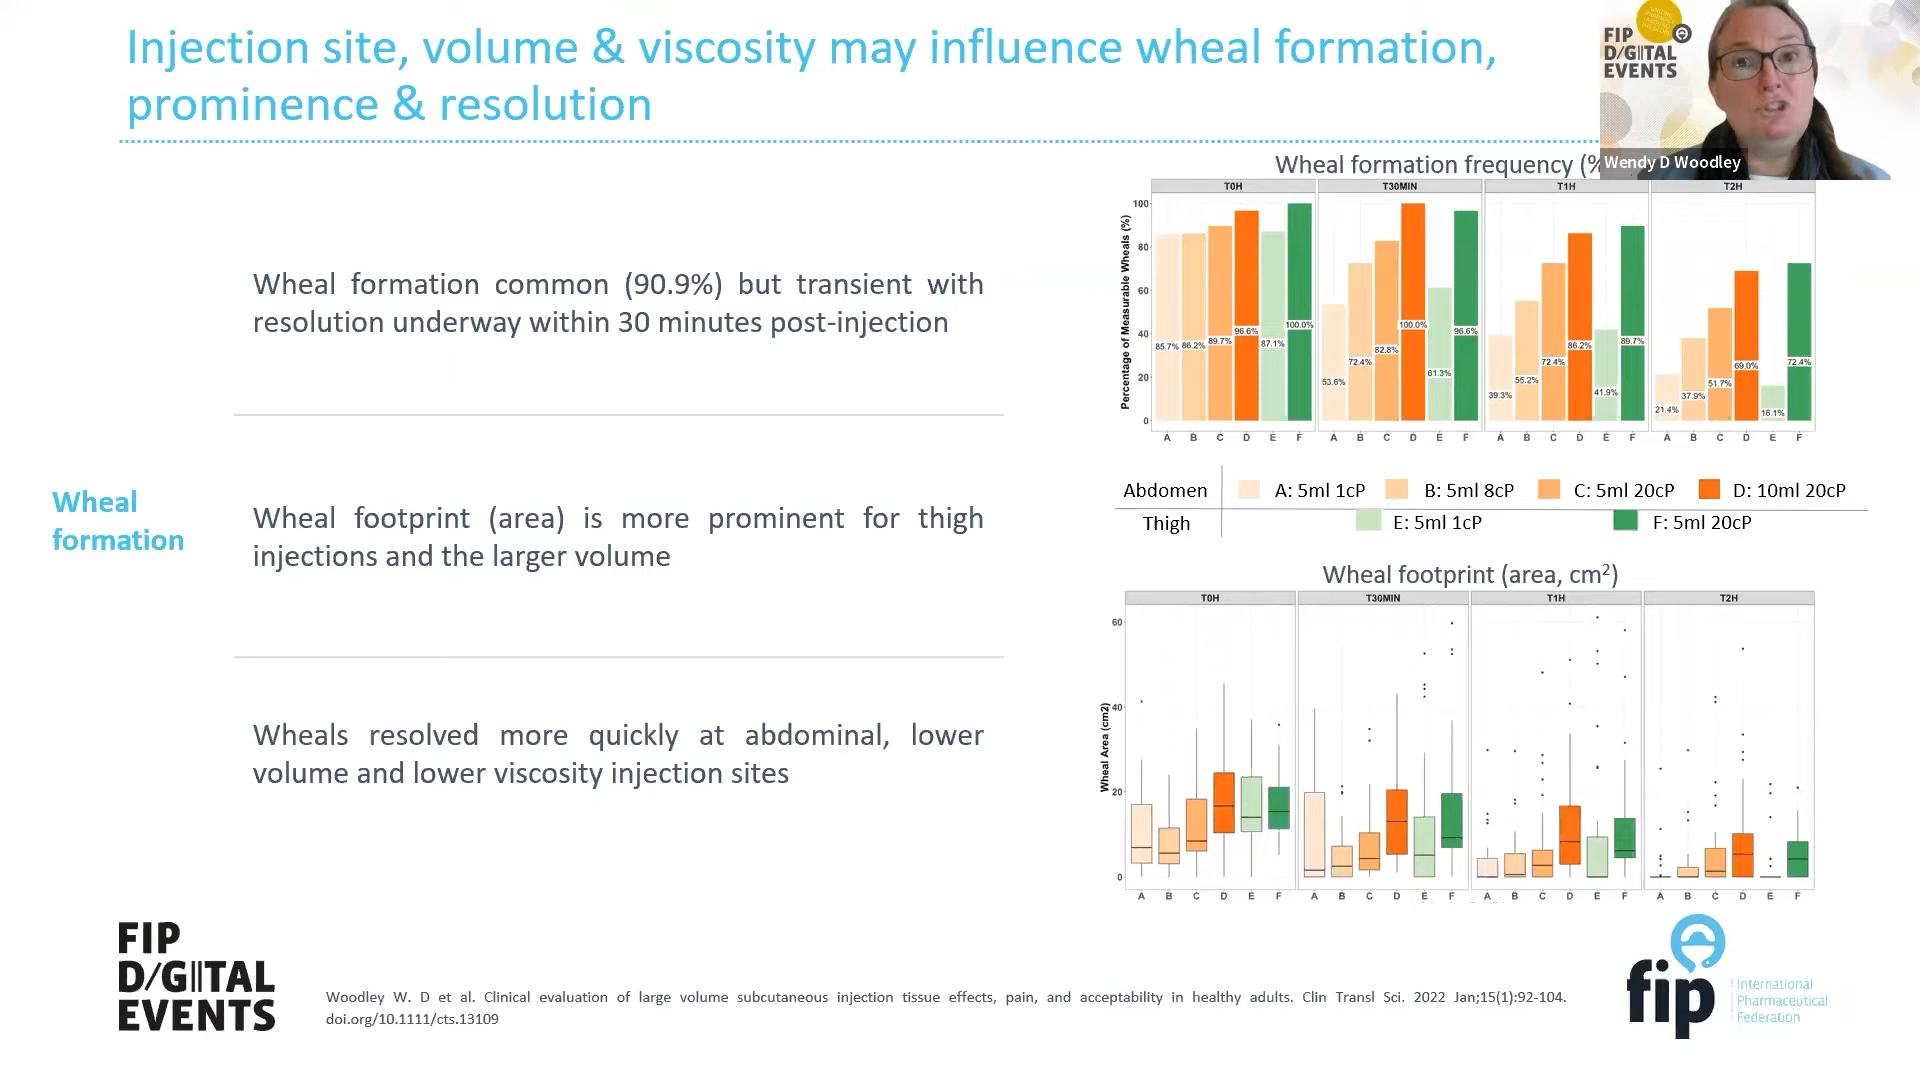 Injection site, volume & viscosity may influence wheal formation,
prominence & resolution
FIP
D/GITAL
EVENTS
Wendy D Woodley
Wheal formation common (90.9%) but transient with
resolution underway within 30 minutes post-injection
Wheal
formation
Wheal footprint (area) is more prominent for thigh
injections and the larger volume
Wheals resolved more quickly at abdominal, lower
volume and lower viscosity injection sites
Wheal formation frequency (%
T0H T30MIN T1H T2H
Percentage of Measurable Wheals (%)
100
80
60
40
20
0
85.7% 86.2% 89.7% 96.6% 87.1% 100.0%
53.6% 72.4% 82.8% 100.0% 61.3% 96.6%
39.3% 55.2% 72.4% 86.2% 41.9% 89.7%
21.4% 37.9% 51.7% 69.0% 16.1% 72.4%
A B C D E F A B C D E F A B C D E F A B C D E F
Abdomen A: 5ml 1cP B: 5ml 8cP C: 5ml 20cP D: 10ml 20cP
Thigh E: 5ml 1cP F: 5ml 20cP
Wheal footprint (area, cm²)
T0H T30MIN T1H T2H
Wheal Area (cm2)
60
40
20
0
A B C D E F A B C D E F A B C D E F A B C D E F
FIP
D/GITAL
EVENTS
Woodley W. D et al. Clinical evaluation of large volume subcutaneous injection tissue effects, pain, and acceptability in healthy adults. Clin Transl Sci. 2022 Jan;15(1):92-104.
doi.org/10.1111/cts.13109
fip
International
Pharmaceutical
Federation